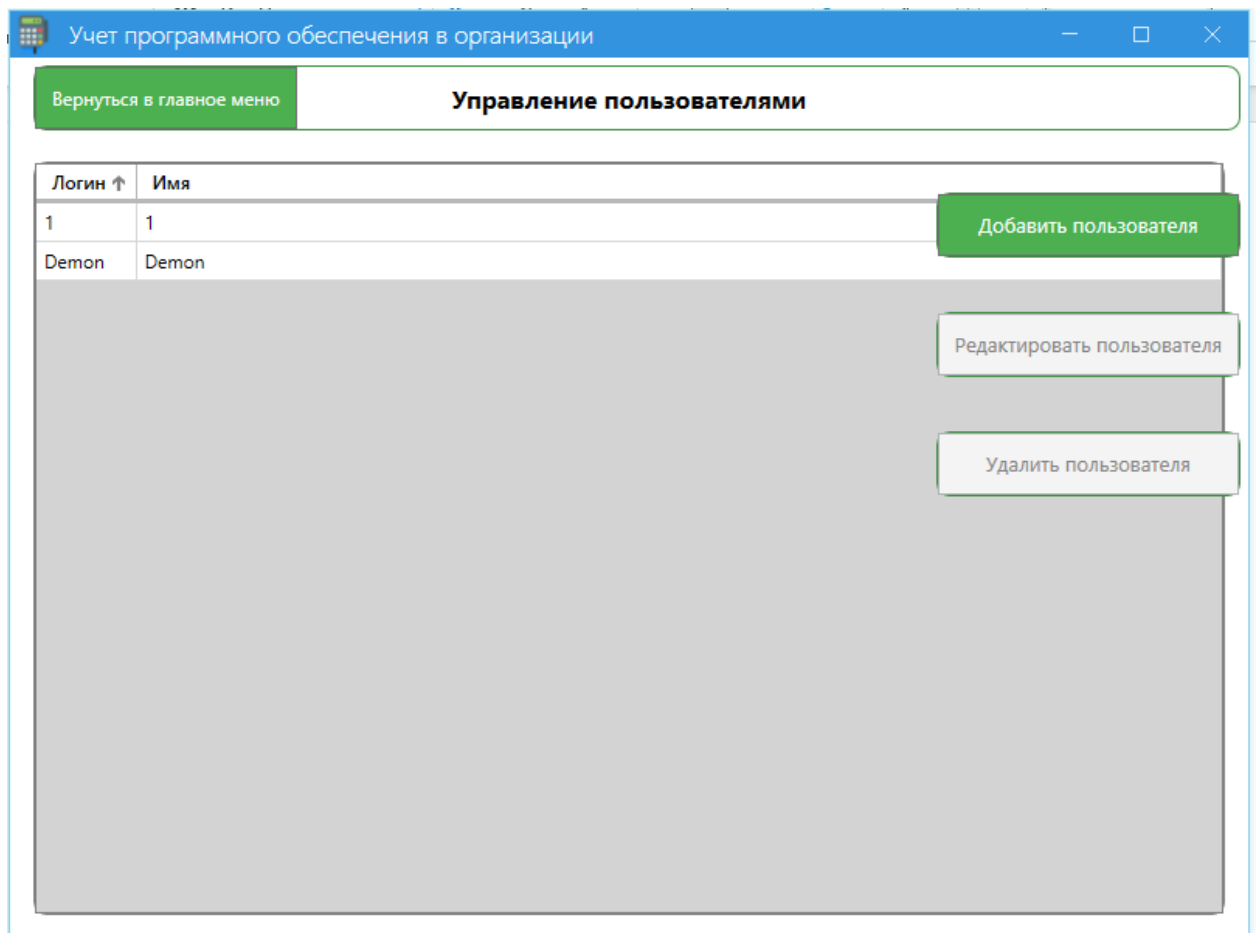 Учет программного обеспечения в организации
Вернуться в главное меню
Управление пользователями
Логин Имя
1 1
Demon Demon
Добавить пользователя
Редактировать пользователя
Удалить пользователя